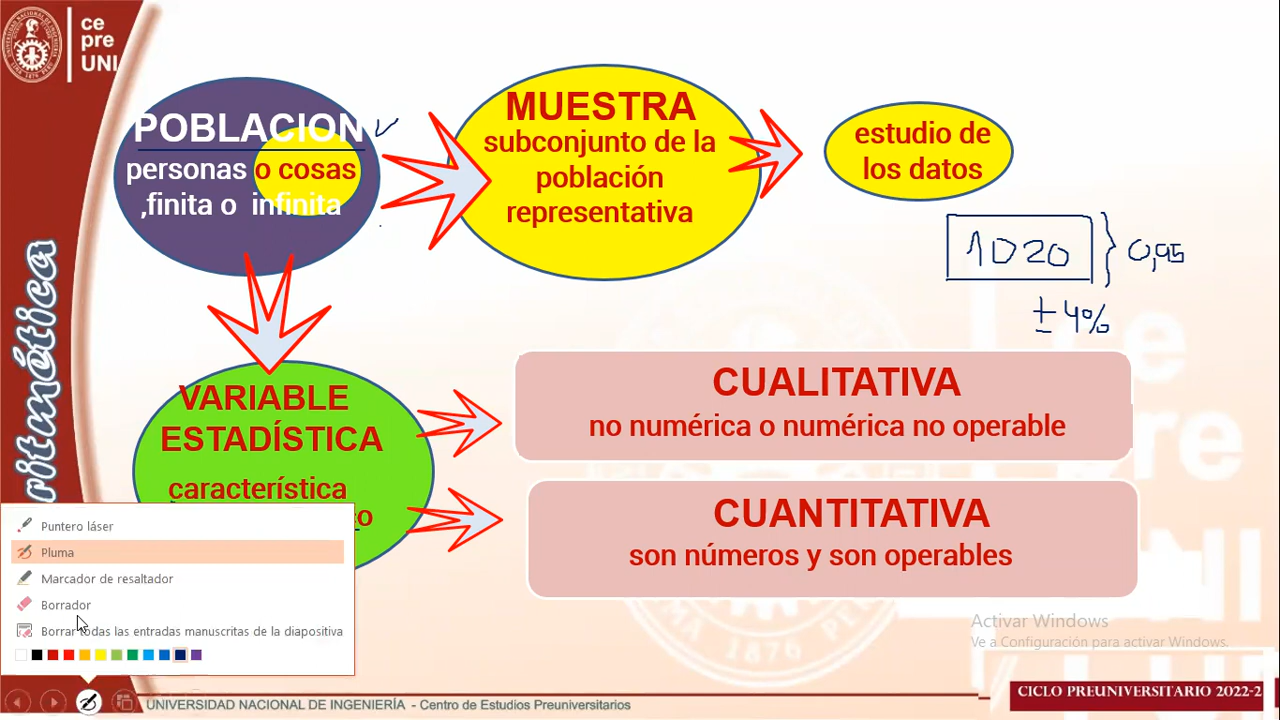 ce
pre
UNI
POBLACION
personas o cosas
,finita o infinita
MUESTRA
subconjunto de la
población
representativa
estudio de
los datos
1020
0,95
± 4%
VARIABLE
ESTADÍSTICA
característica
CUALITATIVA
no numérica o numérica no operable
CUANTITATIVA
son números y son operables
Puntero láser
Pluma
Marcador de resaltador
Borrador
Borrar todas las entradas manuscritas de la diapositiva
Activar Windows
Ve a Configuración para activar Windows.
UNIVERSIDAD NACIONAL DE INGENIERÍA - Centro de Estudios Preuniversitarios
CICLO PREUNIVERSITARIO 2022-2